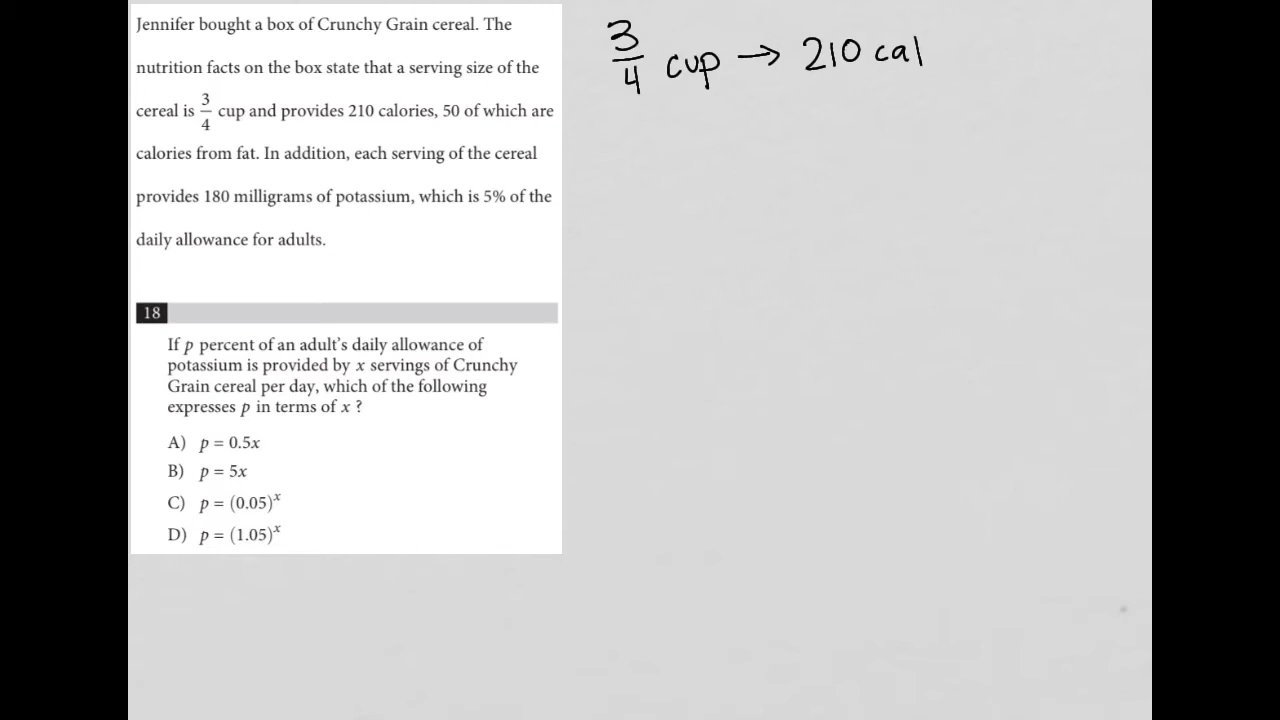 Jennifer bought a box of Crunchy Grain cereal. The
nutrition facts on the box state that a serving size of the
cereal is 3/4 cup and provides 210 calories, 50 of which are
calories from fat. In addition, each serving of the cereal
provides 180 milligrams of potassium, which is 5% of the
daily allowance for adults.
18
If p percent of an adult's daily allowance of
potassium is provided by x servings of Crunchy
Grain cereal per day, which of the following
expresses p in terms of x ?
A) p = 0.5x
B) p = 5x
C) p = (0.05)^x
D) p = (1.05)^x
3/4 cup → 210 cal